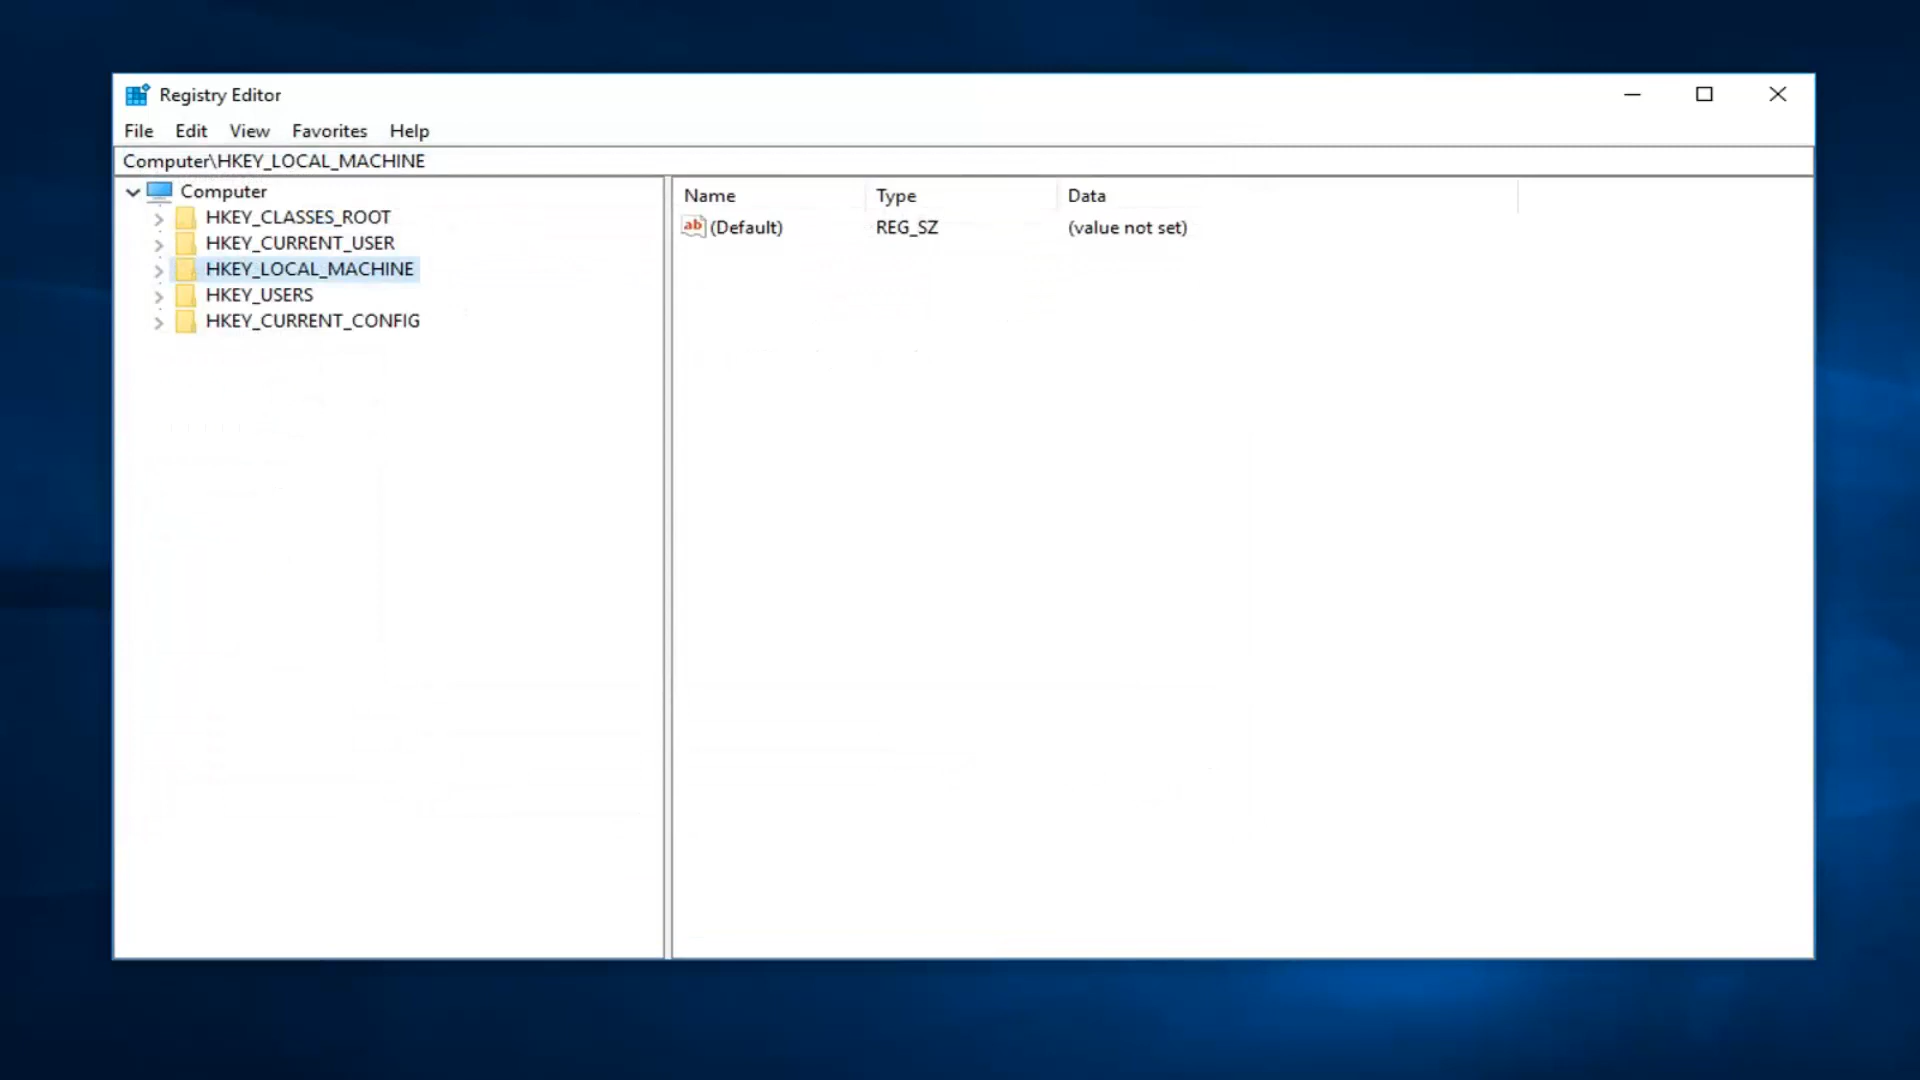 Registry Editor
File Edit View Favorites Help
Computer\HKEY_LOCAL_MACHINE
Computer
HKEY_CLASSES_ROOT
HKEY_CURRENT_USER
HKEY_LOCAL_MACHINE
HKEY_USERS
HKEY_CURRENT_CONFIG
Name Type Data
ab (Default) REG_SZ (value not set)